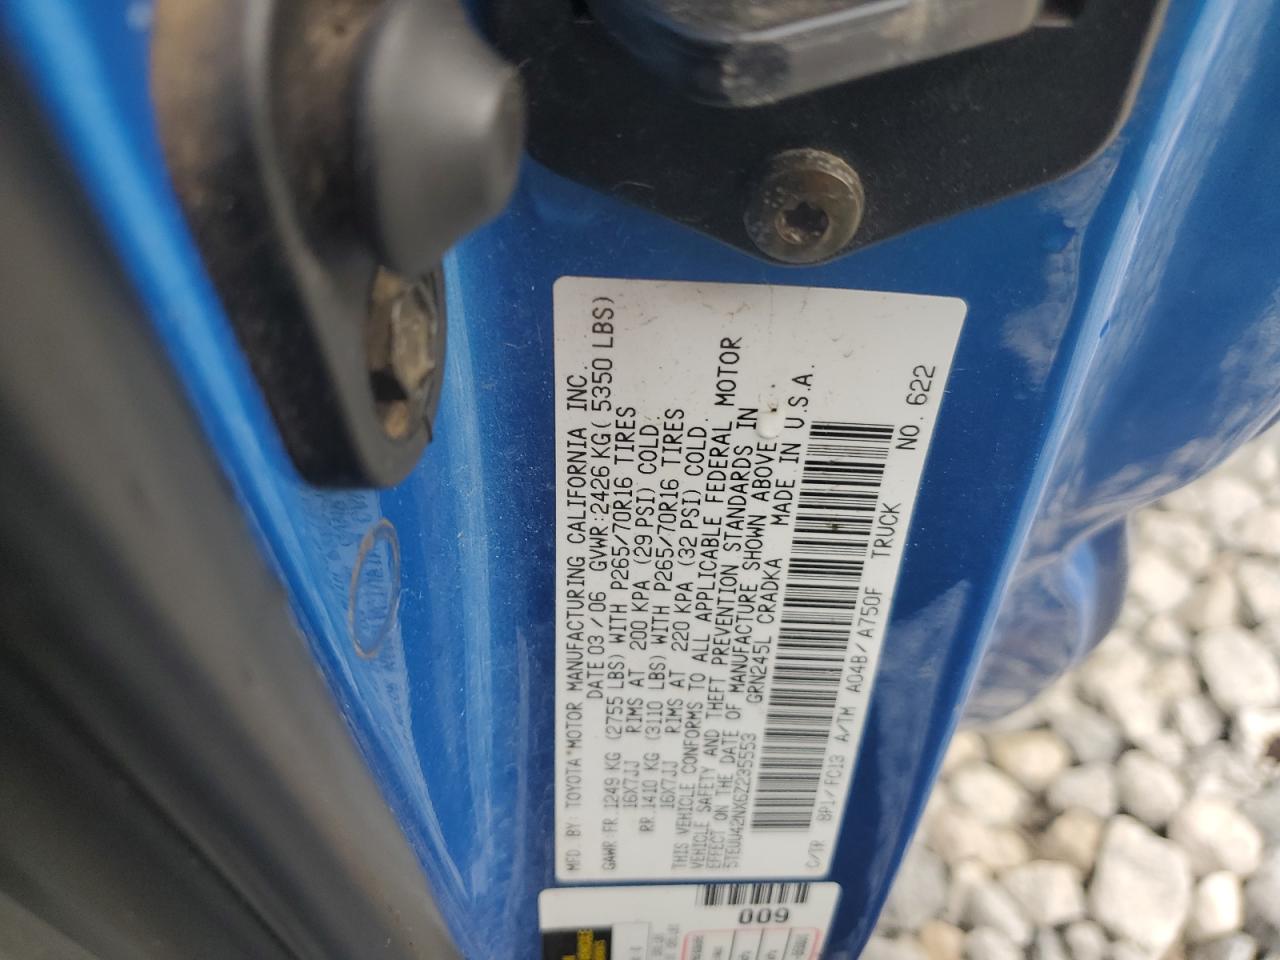 MFD. BY: TOYOTA MOTOR MANUFACTURING CALIFORNIA INC.
DATE 03/06 GVWR:2426 KG( 5350 LBS)
GAWR:FR.1249 KG (2755 LBS) WITH P265/70R16 TIRES
16X7JJ RIMS AT 200 KPA (29 PSI) COLD.
RR.1410 KG (3110 LBS) WITH P265/70R16 TIRES
16X7JJ RIMS AT 220 KPA (32 PSI) COLD.
THIS VEHICLE CONFORMS TO ALL APPLICABLE FEDERAL MOTOR
VEHICLE SAFETY AND THEFT PREVENTION STANDARDS IN
EFFECT ON THE DATE OF MANUFACTURE SHOWN ABOVE
5TEUU42NX6Z235553 GRN245L CRADKA MADE IN U.S.A.
C/TR 8P1/FC13 A/TM A04B/A750F TRUCK NO. 622
600